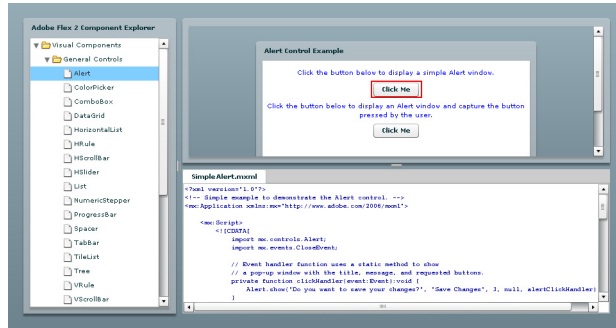 Adobe Flex 2 Component Explorer
Visual Components
General Controls
Alert
ColorPicker
ComboBox
DataGrid
HorizontalList
HRule
HScrollBar
HSlider
List
NumericStepper
ProgressBar
Spacer
TabBar
TileList
Tree
VRule
VScrollBar
Alert Control Example
Click the button below to display a simple Alert window.
Click Me
Click the button below to display an Alert window and capture the button
pressed by the user.
Click Me
SimpleAlert.mxml
<?xml version="1.0"?>
<!-- Simple example to demonstrate the Alert control. -->
<mx:Application xmlns:mx="http://www.adobe.com/2006/mxml">
<mx:Script>
<![CDATA[
import mx.controls.Alert;
import mx.events.CloseEvent;
// Event handler function uses a static method to show
// a pop-up window with the title, message, and requested buttons.
private function clickHandler(event:Event):void {
Alert.show("Do you want to save your changes?", "Save Changes", 3, null, alertClickHandler)
}